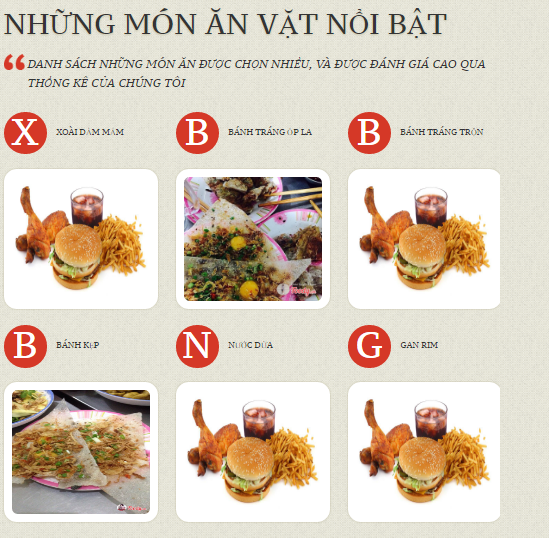 NHỮNG MÓN ĂN VẶT NỔI BẬT
DANH SÁCH NHỮNG MÓN ĂN ĐƯỢC CHỌN NHIỀU, VÀ ĐƯỢC ĐÁNH GIÁ CAO QUA
THỐNG KÊ CỦA CHÚNG TÔI
X XOÀI DẦM MẮM
B BÁNH TRÁNG ỐP LA
B BÁNH TRÁNG TRỘN
B BÁNH KẸP
N NƯỚC DỪA
G GAN RIM